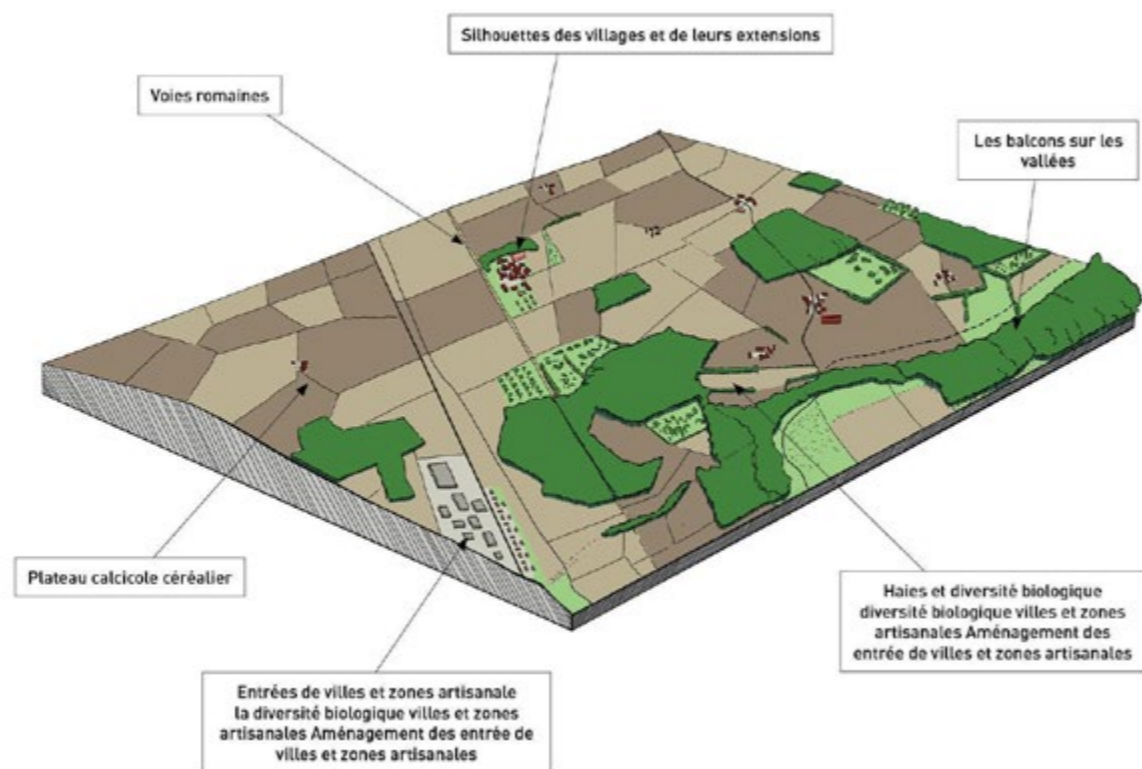 Silhouettes des villages et de leurs extensions
Voies romaines
Les balcons sur les
vallées
Plateau calcicole céréalier
Haies et diversité biologique
diversité biologique villes et zones
artisanales Aménagement des
entrée de villes et zones artisanales
Entrées de villes et zones artisanale
la diversité biologique villes et zones
artisanales Aménagement des entrée de
villes et zones artisanales